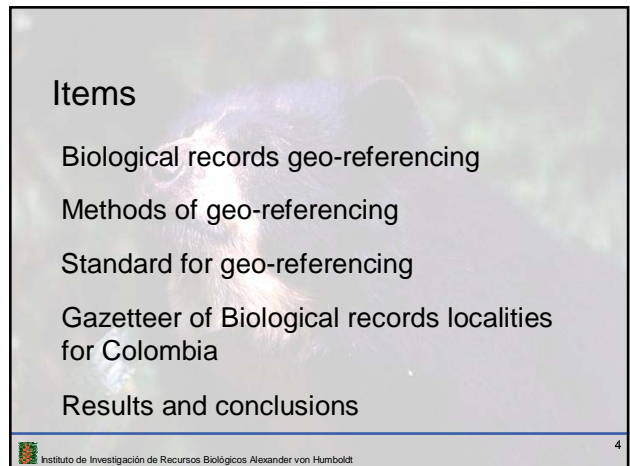 Items
Biological records geo-referencing
Methods of geo-referencing
Standard for geo-referencing
Gazetteer of Biological records localities
for Colombia
Results and conclusions
Instituto de Investigación de Recursos Biológicos Alexander von Humboldt
4